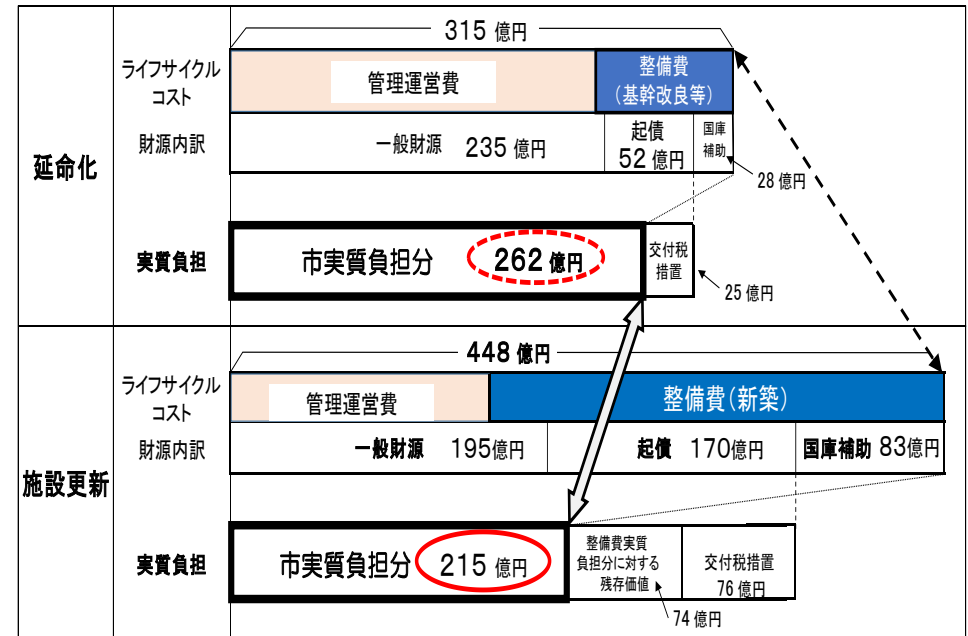 315 億円
ライフサイクル
コスト
管理運営費
整備費
（基幹改良等）
財源内訳
一般財源 235 億円
起債
52 億円
国庫
補助
28 億円
延命化
実質負担
市実質負担分 262 億円
交付税
措置
25 億円
448 億円
ライフサイクル
コスト
管理運営費
整備費（新築）
財源内訳
一般財源 195億円
起債 170億円
国庫補助 83億円
施設更新
実質負担
市実質負担分 215 億円
整備費実質
負担分に対する
残存価値
74 億円
交付税措置
76 億円